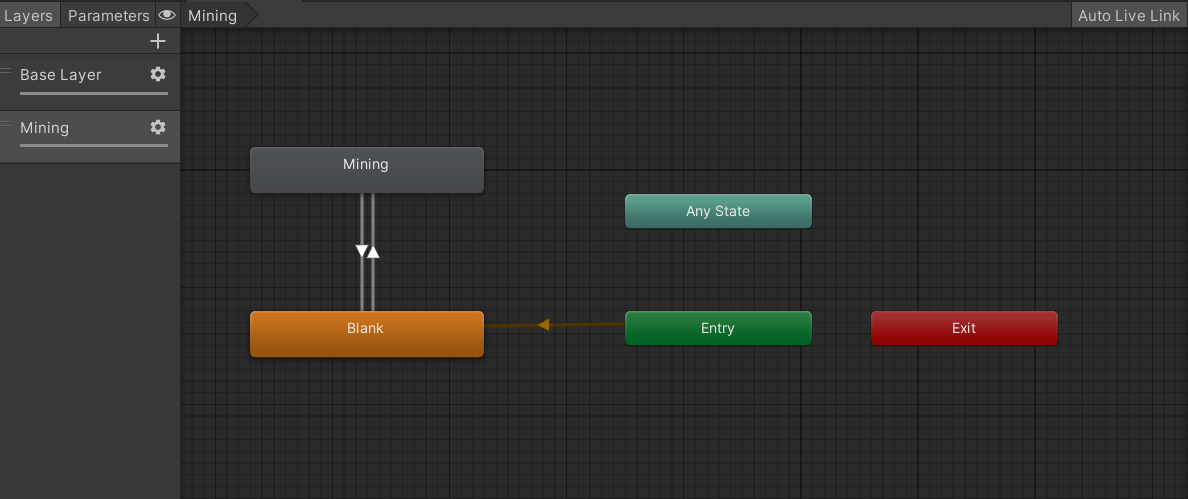 Layers Parameters Mining Auto Live Link
Base Layer
Mining
Mining
Any State
Blank
Entry
Exit